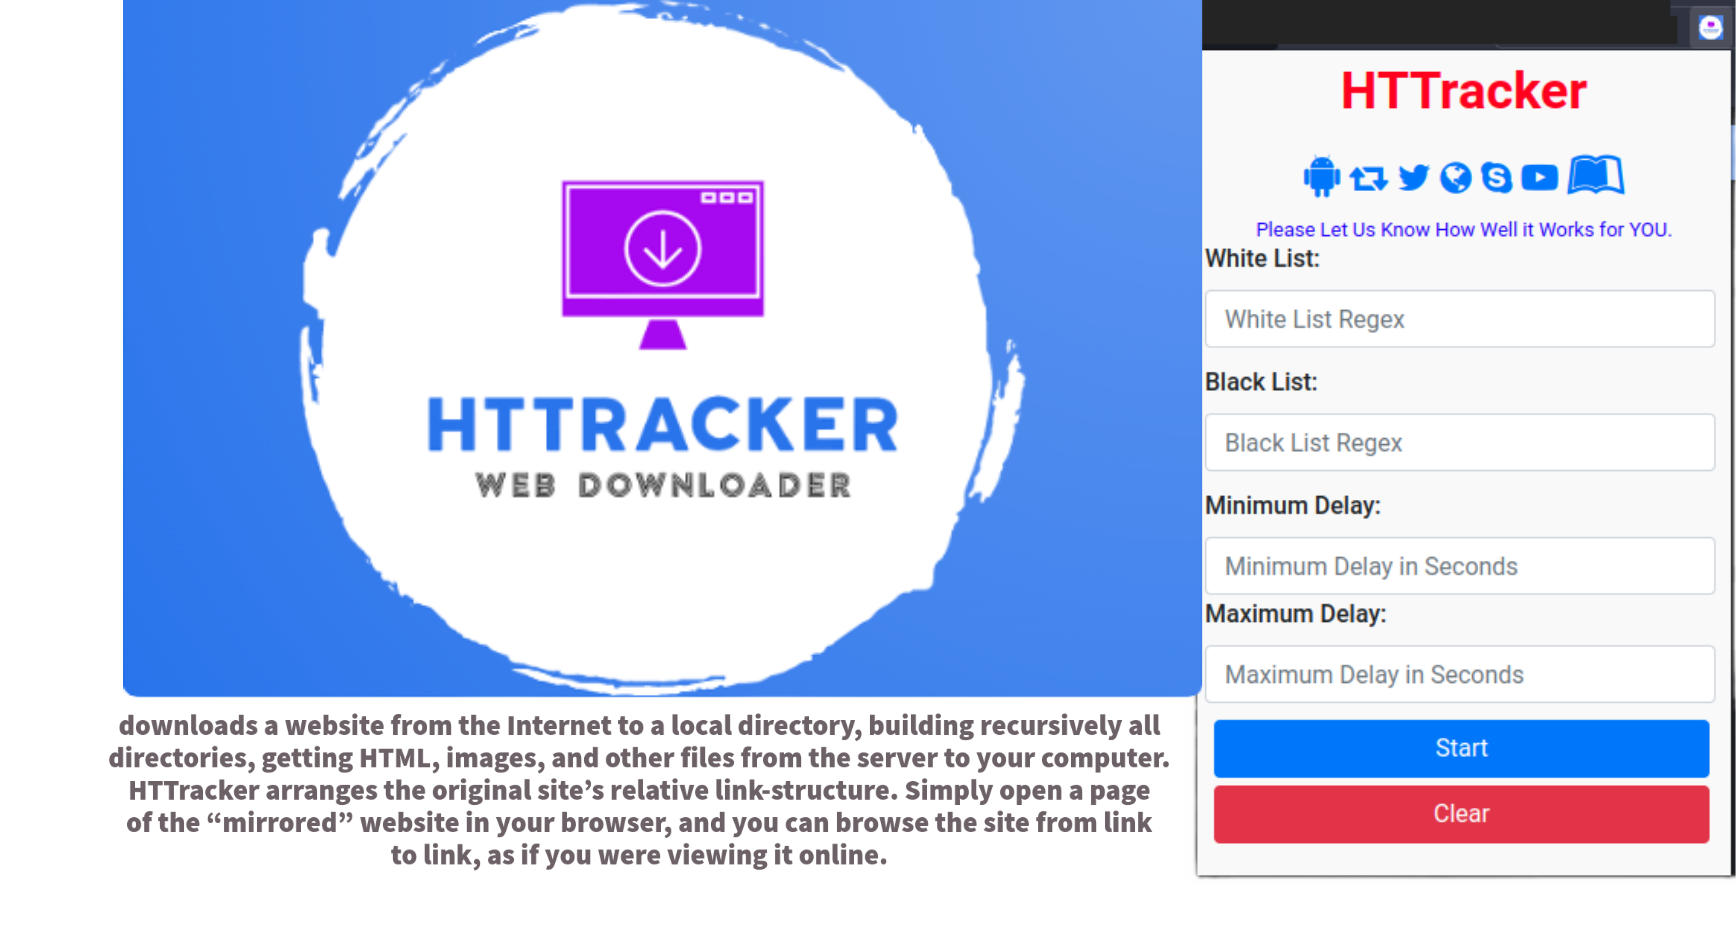 HTTRACKER
WEB DOWNLOADER
downloads a website from the Internet to a local directory, building recursively all
directories, getting HTML, images, and other files from the server to your computer.
HTTracker arranges the original site’s relative link-structure. Simply open a page
of the “mirrored” website in your browser, and you can browse the site from link
to link, as if you were viewing it online.
HTTracker
Please Let Us Know How Well it Works for YOU.
White List:
White List Regex
Black List:
Black List Regex
Minimum Delay:
Minimum Delay in Seconds
Maximum Delay:
Maximum Delay in Seconds
Start
Clear